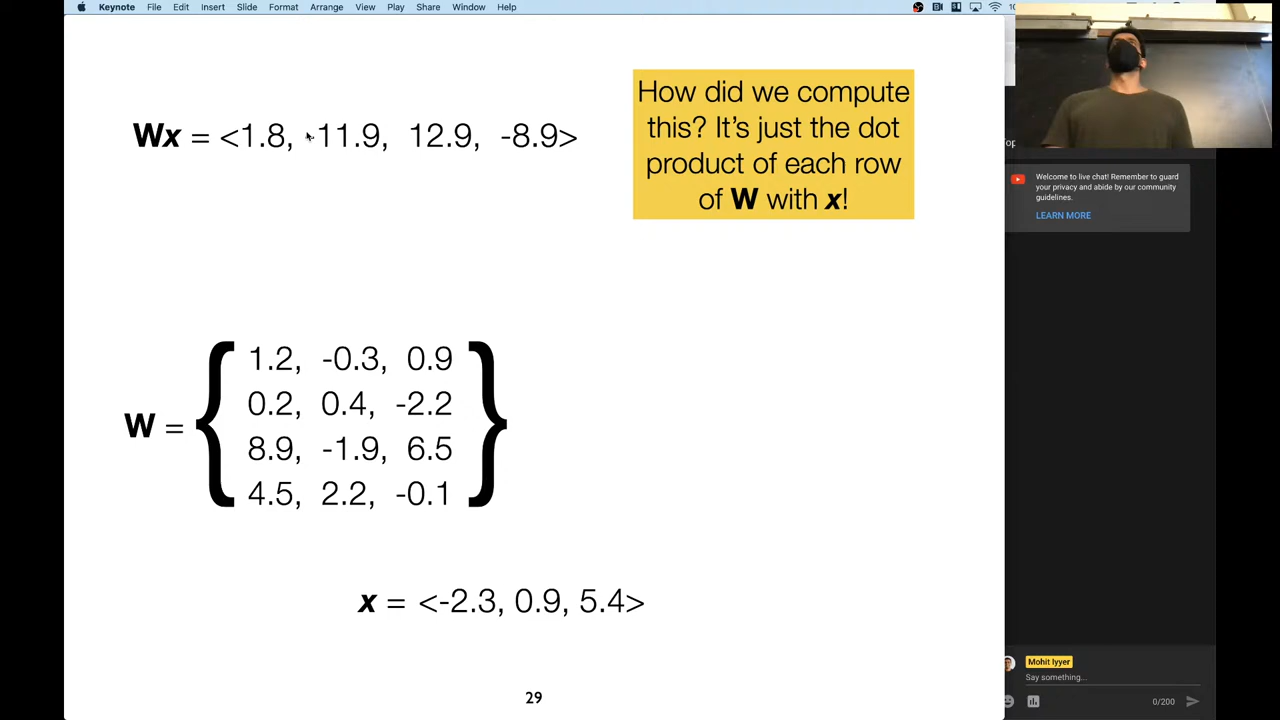 Keynote File Edit Insert Slide Format Arrange View Play Share Window Help
How did we compute
this? It's just the dot
product of each row
of W with x!
Wx = <1.8, -11.9, 12.9, -8.9>
W =
1.2, -0.3, 0.9
0.2, 0.4, -2.2
8.9, -1.9, 6.5
4.5, 2.2, -0.1
x = <-2.3, 0.9, 5.4>
29
Welcome to live chat! Remember to guard
your privacy and abide by our community
guidelines.
LEARN MORE
Mohit Iyyer
Say something...
0/200